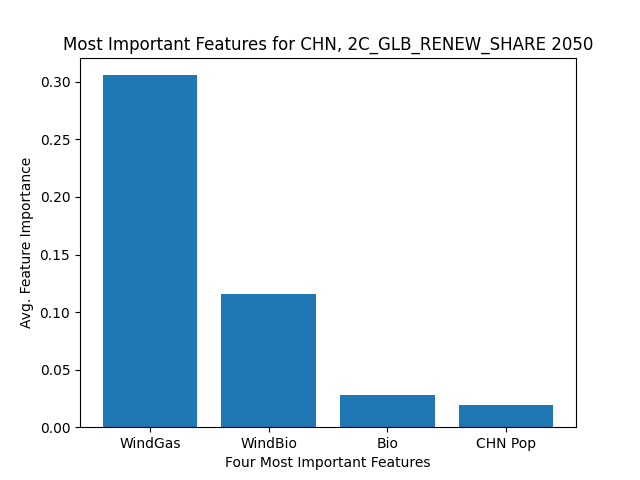 Most Important Features for CHN, 2C_GLB_RENEW_SHARE 2050
0.30
0.25
0.20
0.15
0.10
0.05
0.00
Avg. Feature Importance
WindGas WindBio Bio CHN Pop
Four Most Important Features